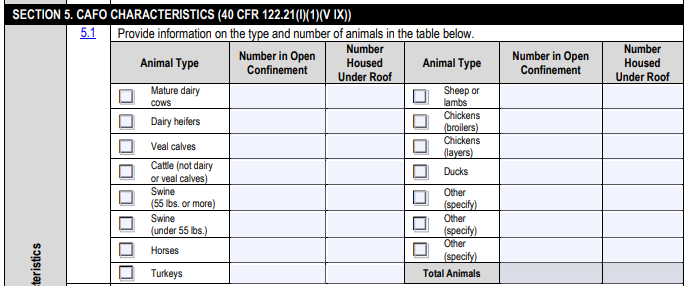 SECTION 5. CAFO CHARACTERISTICS (40 CFR 122.21(I)(1)(V IX))
5.1
Provide information on the type and number of animals in the table below.
Animal Type
Number in Open
Confinement
Number
Housed
Under Roof
Animal Type
Number in Open
Confinement
Number
Housed
Under Roof
Mature dairy
cows
Sheep or
lambs
Dairy heifers
Chickens
(broilers)
Veal calves
Chickens
(layers)
Cattle (not dairy
or veal calves)
Ducks
Swine
(55 lbs. or more)
Other
(specify)
Swine
(under 55 lbs.)
Other
(specify)
Horses
Other
(specify)
Turkeys
Total Animals
teristics